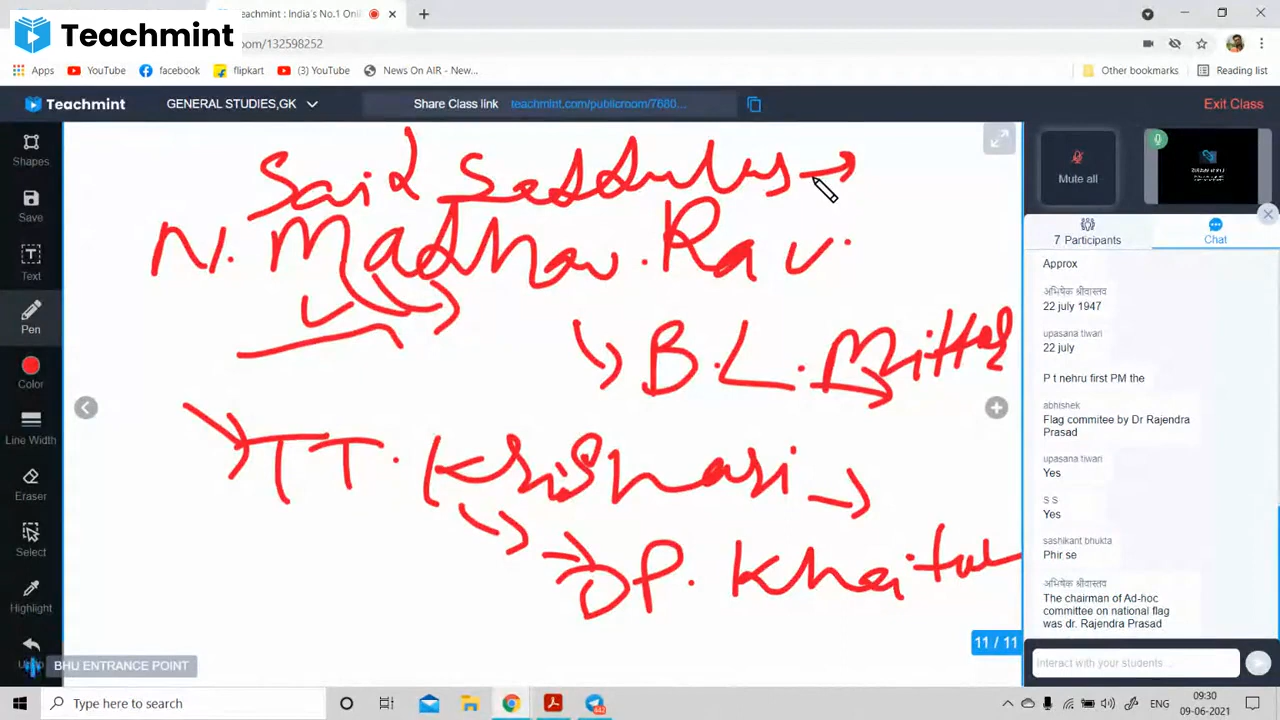 Teachmint : India's No.1 Onli
Teachmint
om/132598252
Apps
YouTube
facebook
flipkart
(3) YouTube
News On AIR - New...
Other bookmarks
Reading list
Teachmint
GENERAL STUDIES,GK
Share Class link
teachmint.com/publicroom/7680...
Exit Class
Shapes
Save
Text
Pen
Color
Line Width
Eraser
Select
Highlight
Undo
Said
N. Madhav. Rav.
B.L. Mittal
TT. Krishnari
DP. Khaitan
11 / 11
BHU ENTRANCE POINT
Mute all
7 Participants
Chat
Approx
अभिषेक श्रीवास्तव
22 july 1947
upasana tiwari
22 july
P t nehru first PM the
abhishek
Flag commitee by Dr Rajendra
Prasad
upasana tiwari
Yes
S S
Yes
sashikant bhukta
Phir se
अभिषेक श्रीवास्तव
The chairman of Ad-hoc
committee on national flag
was dr. Rajendra Prasad
Interact with your students ...
Type here to search
642
ENG
09:30
09-06-2021